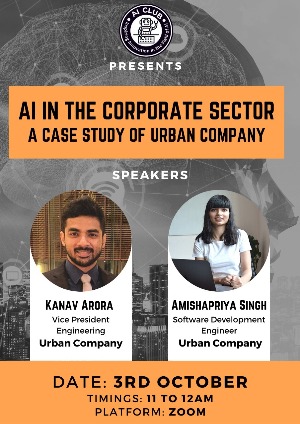 AI CLUB
PRESENTS
AI IN THE CORPORATE SECTOR
A CASE STUDY OF URBAN COMPANY
SPEAKERS
KANAV ARORA
Vice President
Engineering
Urban Company
AMISHAPRIYA SINGH
Software Development
Engineer
Urban Company
DATE: 3RD OCTOBER
TIMINGS: 11 TO 12AM
PLATFORM: ZOOM